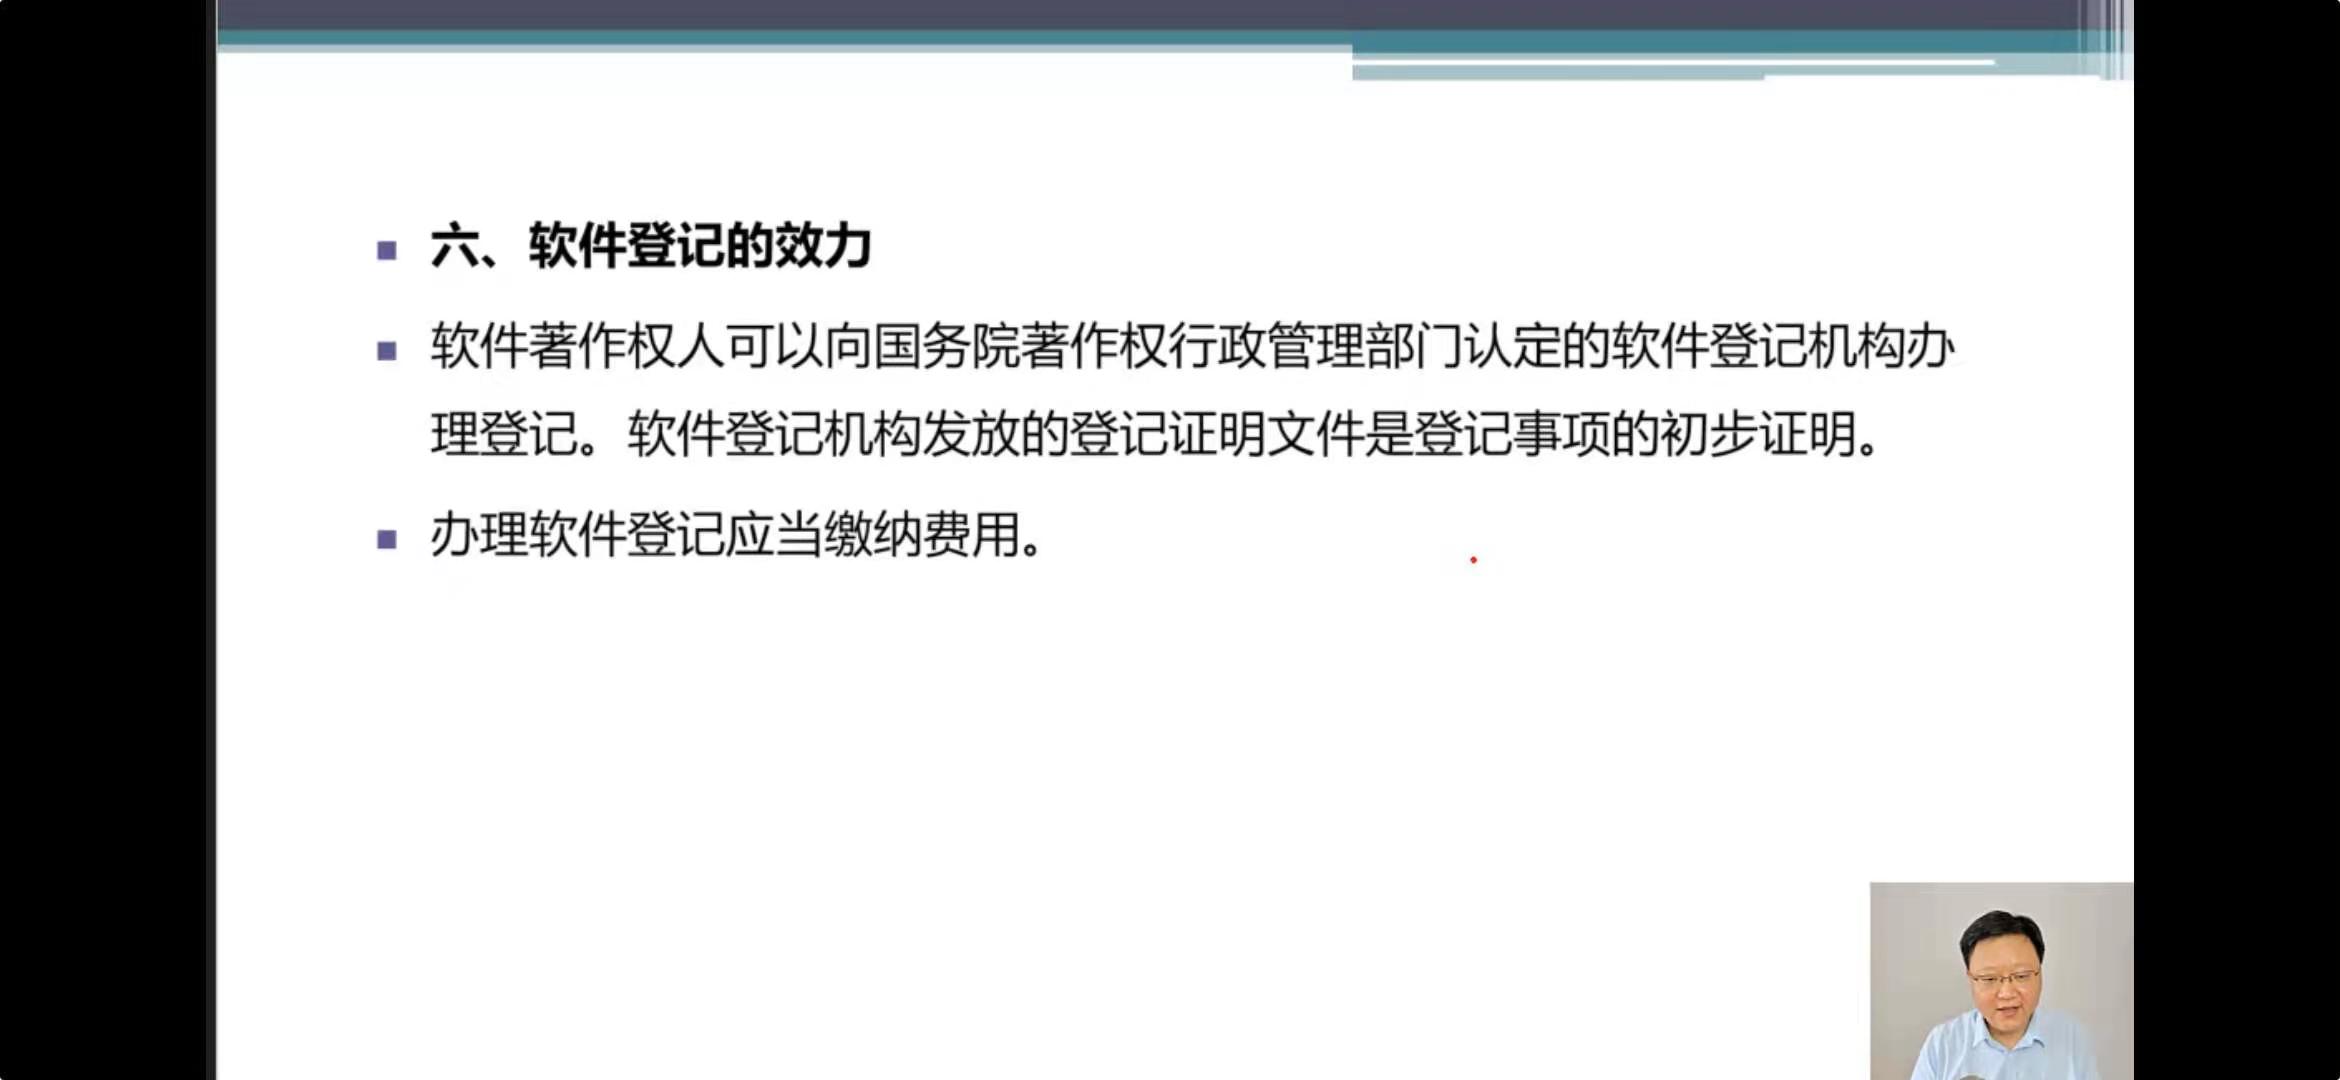 六、软件登记的效力
软件著作权人可以向国务院著作权行政管理部门认定的软件登记机构办
理登记。软件登记机构发放的登记证明文件是登记事项的初步证明。
办理软件登记应当缴纳费用。